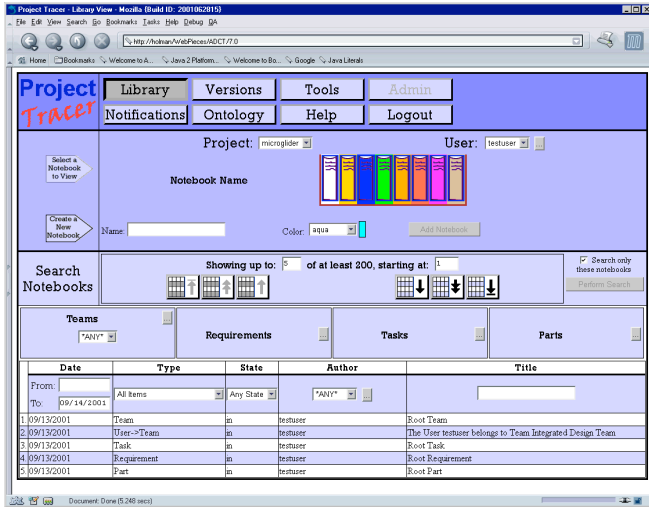 Project Tracer - Library View - Mozilla {Build ID: 2001062815}
File Edit View Search Go Bookmarks Tasks Help Debug QA
http://holman/WebPieces/ADCT/7.0
Home Bookmarks Welcome to A... Java 2 Platform... Welcome to Bo... Google Java Literals
Project Tracer
Library Versions Tools Admin
Notifications Ontology Help Logout
Project: microglider User: testuser ...
Select a
Notebook
to View
Notebook Name
Create a
New
Notebook
Name: Color: aqua Add Notebook
Search
Notebooks
Showing up to: 5 of at least 200, starting at: 1
Search only
these notebooks
Perform Search
Teams ...
*ANY*
Requirements ... Tasks ... Parts ...
Date Type State Author Title
From:
To: 09/14/2001
All Items Any State *ANY* ...
1. 09/13/2001 Team in testuser Root Team
2. 09/13/2001 User->Team in testuser The User testuser belongs to Team Integrated Design Team
3. 09/13/2001 Task in testuser Root Task
4. 09/13/2001 Requirement in testuser Root Requirement
5. 09/13/2001 Part in testuser Root Part
Document: Done (5.248 secs)